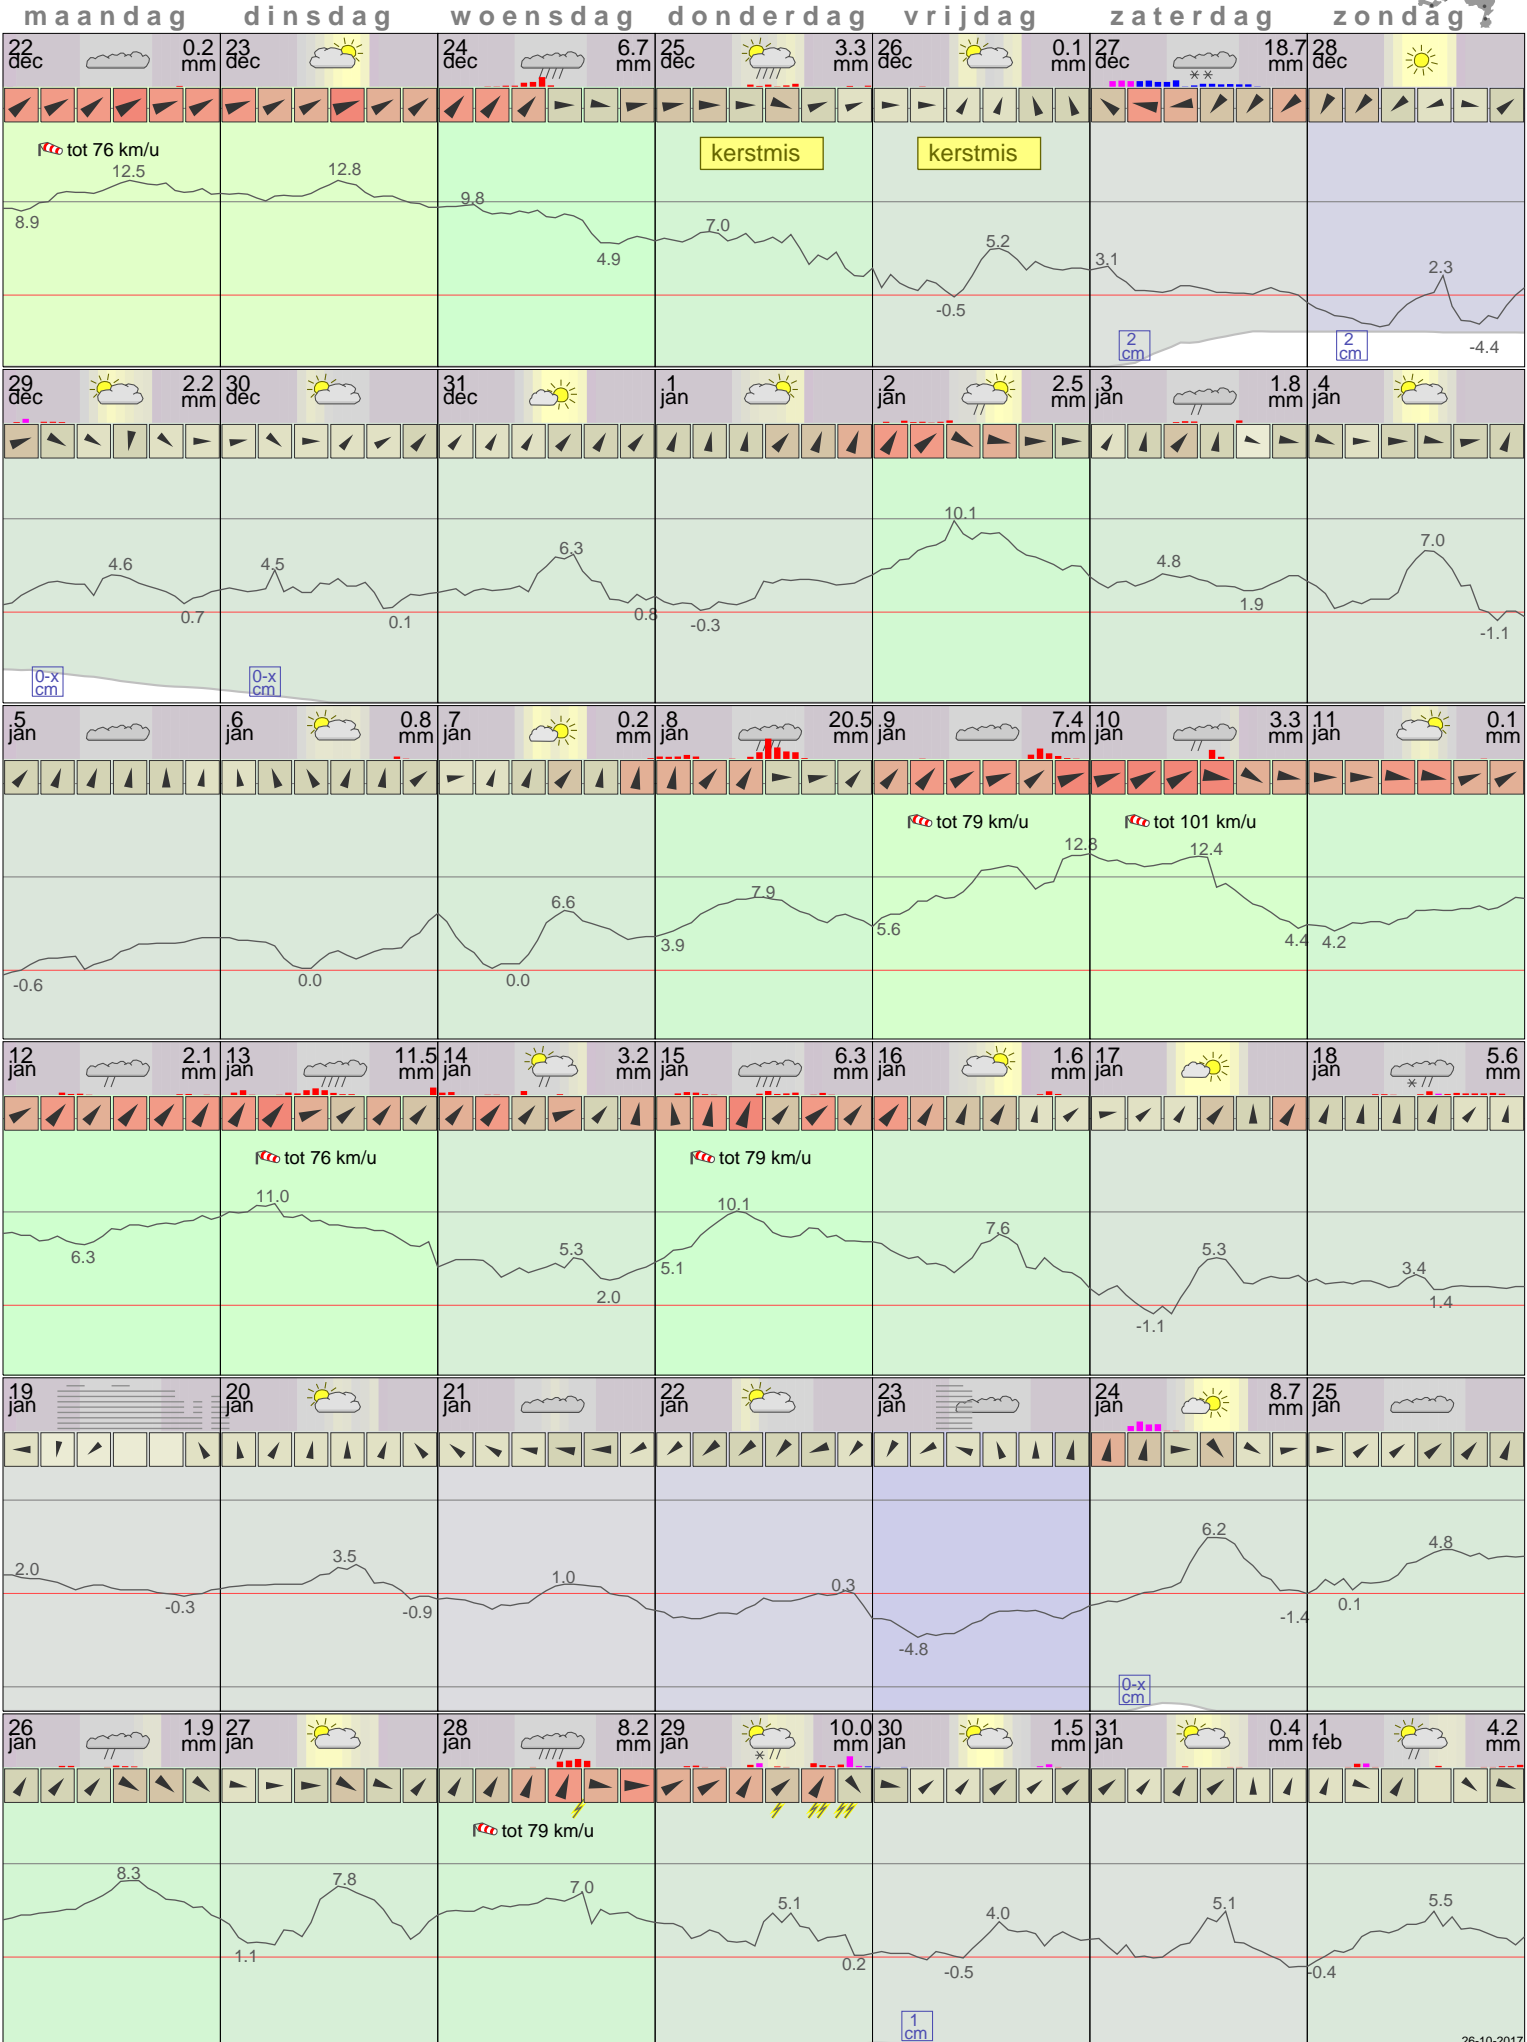 maandag dinsdag woensdag donderdag vrijdag zaterdag zondag
22 dec 0.2 mm 23 dec 24 dec 6.7 mm 25 dec 3.3 mm 26 dec 0.1 mm 27 dec 18.7 mm 28 dec
tot 76 km/u kerstmis kerstmis
12.5 12.8
8.9 9.8 4.9 7.0 -0.5 5.2 3.1 2.3 -4.4
2 cm 2 cm
29 dec 2.2 mm 30 dec 31 dec 1 jan 2 jan 2.5 mm 3 jan 1.8 mm 4 jan
4.6 0.7 4.5 0.1 6.3 0.8 -0.3 10.1 4.8 1.9 7.0 -1.1
0-x cm 0-x cm
5 jan 6 jan 0.8 mm 7 jan 0.2 mm 8 jan 20.5 mm 9 jan 7.4 mm 10 jan 3.3 mm 11 jan 0.1 mm
tot 79 km/u tot 101 km/u
-0.6 0.0 0.0 6.6 3.9 7.9 5.6 12.8 12.4 4.4 4.2
12 jan 2.1 mm 13 jan 11.5 mm 14 jan 3.2 mm 15 jan 6.3 mm 16 jan 1.6 mm 17 jan 18 jan 5.6 mm
tot 76 km/u tot 79 km/u
6.3 11.0 5.3 2.0 5.1 10.1 7.6 -1.1 5.3 3.4 1.4
19 jan 20 jan 21 jan 22 jan 23 jan 24 jan 8.7 mm 25 jan
2.0 -0.3 3.5 -0.9 1.0 0.3 -4.8 6.2 -1.4 0.1 4.8
0-x cm
26 jan 1.9 mm 27 jan 28 jan 8.2 mm 29 jan 10.0 mm 30 jan 1.5 mm 31 jan 0.4 mm 1 feb 4.2 mm
tot 79 km/u
8.3 1.1 7.8 7.0 5.1 0.2 -0.5 4.0 5.1 -0.4 5.5
1 cm
26-10-2017